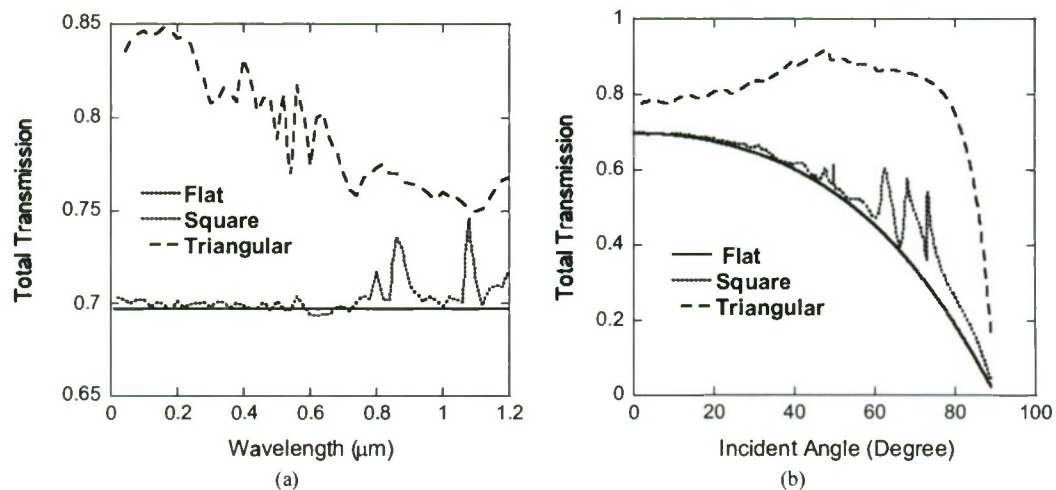 0.85
0.8
0.75
0.7
0.65
Total Transmission
Flat
Square
Triangular
0
0.2
0.4
0.6
0.8
1
1.2
Wavelength (μm)
(a)
1
0.8
0.6
0.4
0.2
0
Total Transmission
Flat
Square
Triangular
0
20
40
60
80
100
Incident Angle (Degree)
(b)